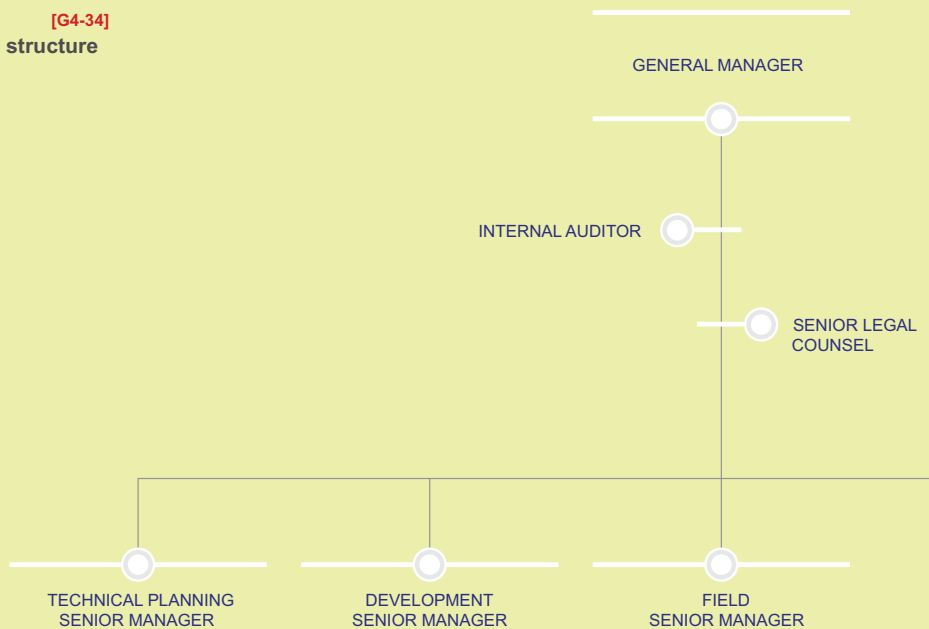 [G4-34]
structure
GENERAL MANAGER
INTERNAL AUDITOR
SENIOR LEGAL
COUNSEL
TECHNICAL PLANNING
SENIOR MANAGER
DEVELOPMENT
SENIOR MANAGER
FIELD
SENIOR MANAGER